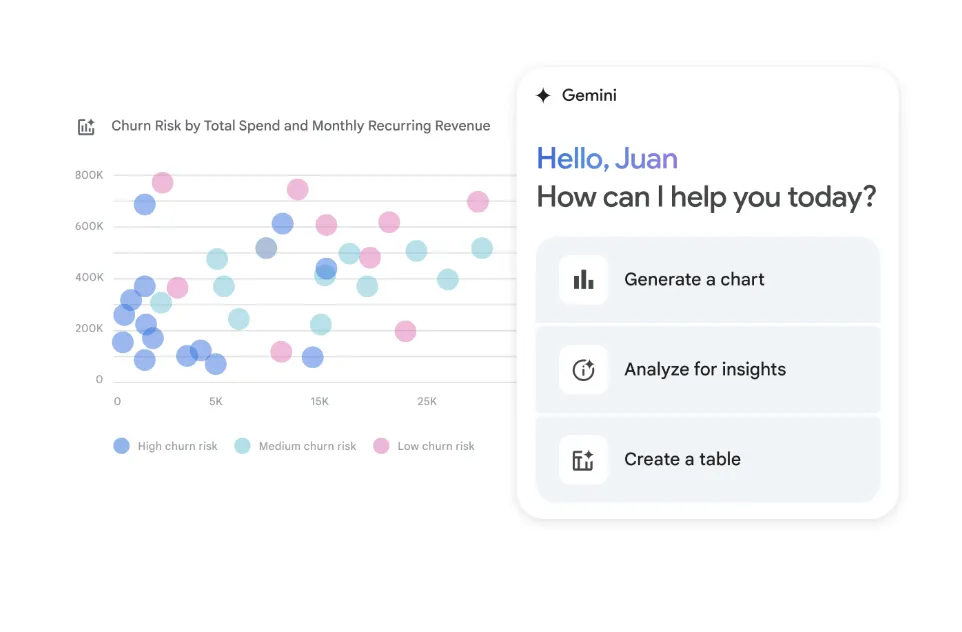 Churn Risk by Total Spend and Monthly Recurring Revenue
800K
600K
400K
200K
0
0 5K 15K 25K
High churn risk Medium churn risk Low churn risk
Gemini
Hello, Juan
How can I help you today?
Generate a chart
Analyze for insights
Create a table